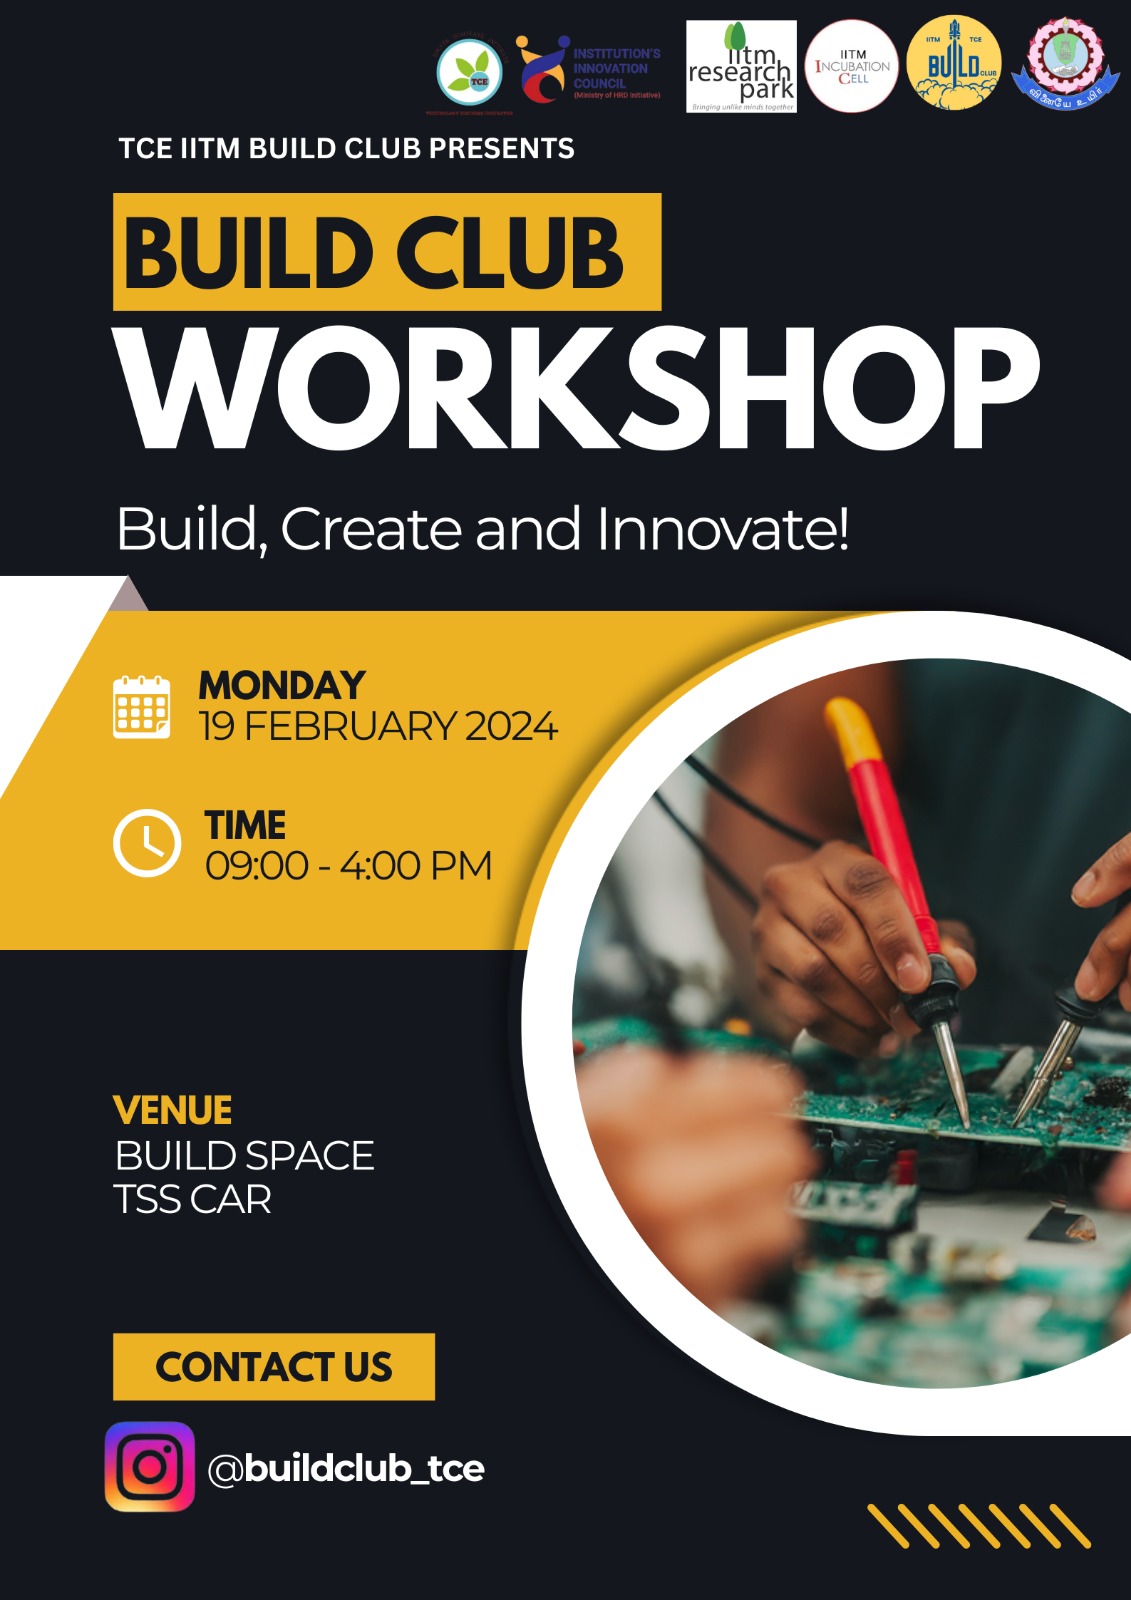 TCE
INSTITUTION'S
INNOVATION
COUNCIL
(Ministry of HRD Initiative)
iitm
research
park
Bringing unlike minds together
IITM
INCUBATION
CELL
IITM TCE
BUILD
CLUB
வினையே உயிர்
TCE IITM BUILD CLUB PRESENTS
BUILD CLUB
WORKSHOP
Build, Create and Innovate!
MONDAY
19 FEBRUARY 2024
TIME
09:00 - 4:00 PM
VENUE
BUILD SPACE
TSS CAR
CONTACT US
@buildclub_tce